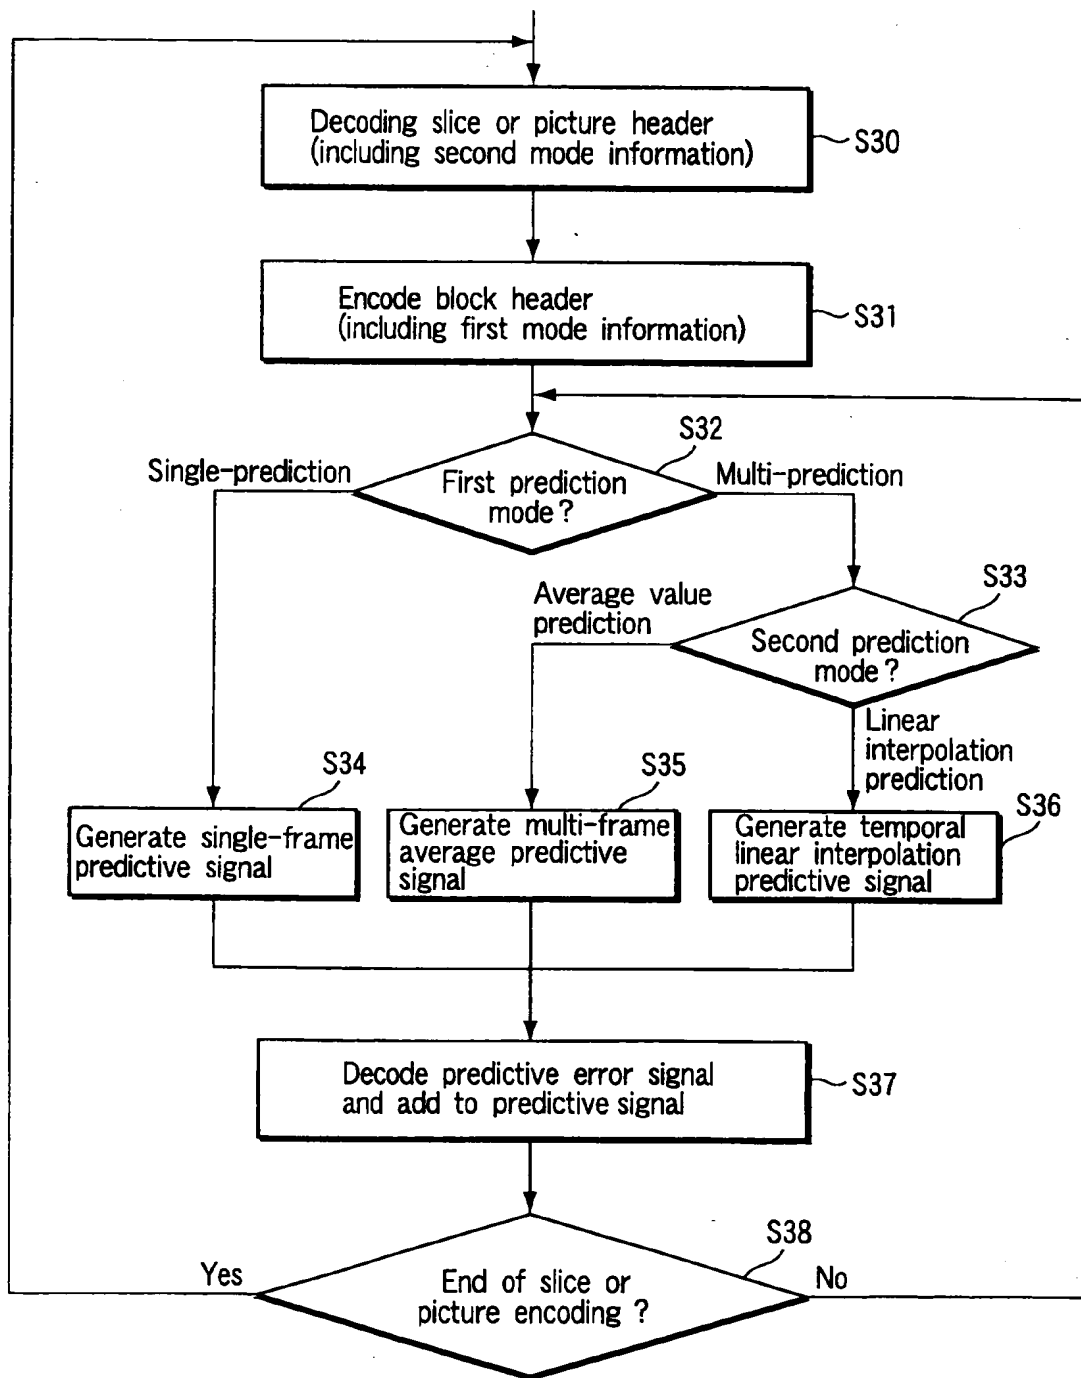 Decoding slice or picture header
(including second mode information)
S30
Encode block header
(including first mode information)
S31
S32
Single-prediction
First prediction
mode?
Multi-prediction
S33
Average value
prediction
Second prediction
mode?
Linear
interpolation
prediction
S34
Generate single-frame
predictive signal
S35
Generate multi-frame
average predictive
signal
S36
Generate temporal
linear interpolation
predictive signal
Decode predictive error signal
and add to predictive signal
S37
S38
Yes
End of slice or
picture encoding ?
No